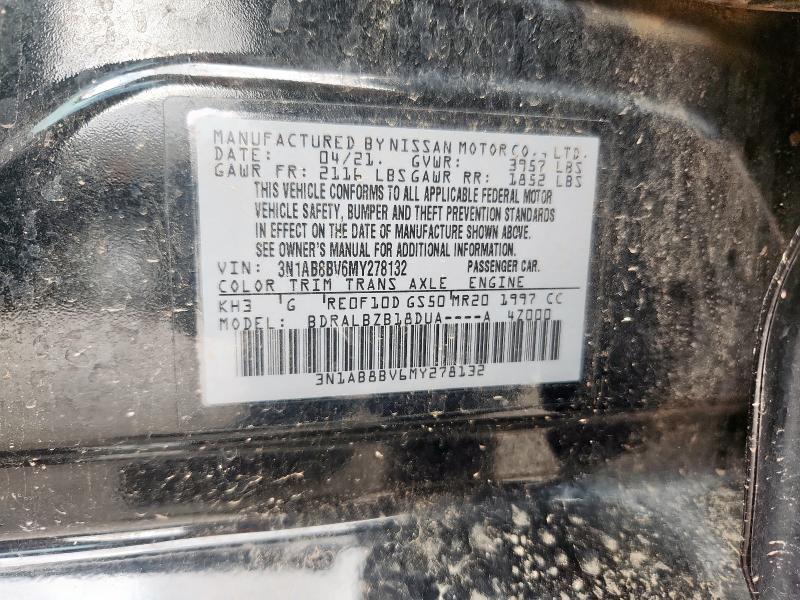 MANUFACTURED BY NISSAN MOTOR CO., LTD.
DATE: 04/21. GVWR: 3957 LBS
GAWR FR: 2116 LBS GAWR RR: 1852 LBS
THIS VEHICLE CONFORMS TO ALL APPLICABLE FEDERAL MOTOR
VEHICLE SAFETY, BUMPER AND THEFT PREVENTION STANDARDS
IN EFFECT ON THE DATE OF MANUFACTURE SHOWN ABOVE.
SEE OWNER'S MANUAL FOR ADDITIONAL INFORMATION.
VIN: 3N1AB8BV6MY278132 PASSENGER CAR.
COLOR TRIM TRANS AXLE ENGINE
KH3 'G 'RE0F10D GS50'MR20 1997 CC
MODEL: BDRALBZB18DUA----A 4Z000
3N1AB8BV6MY278132